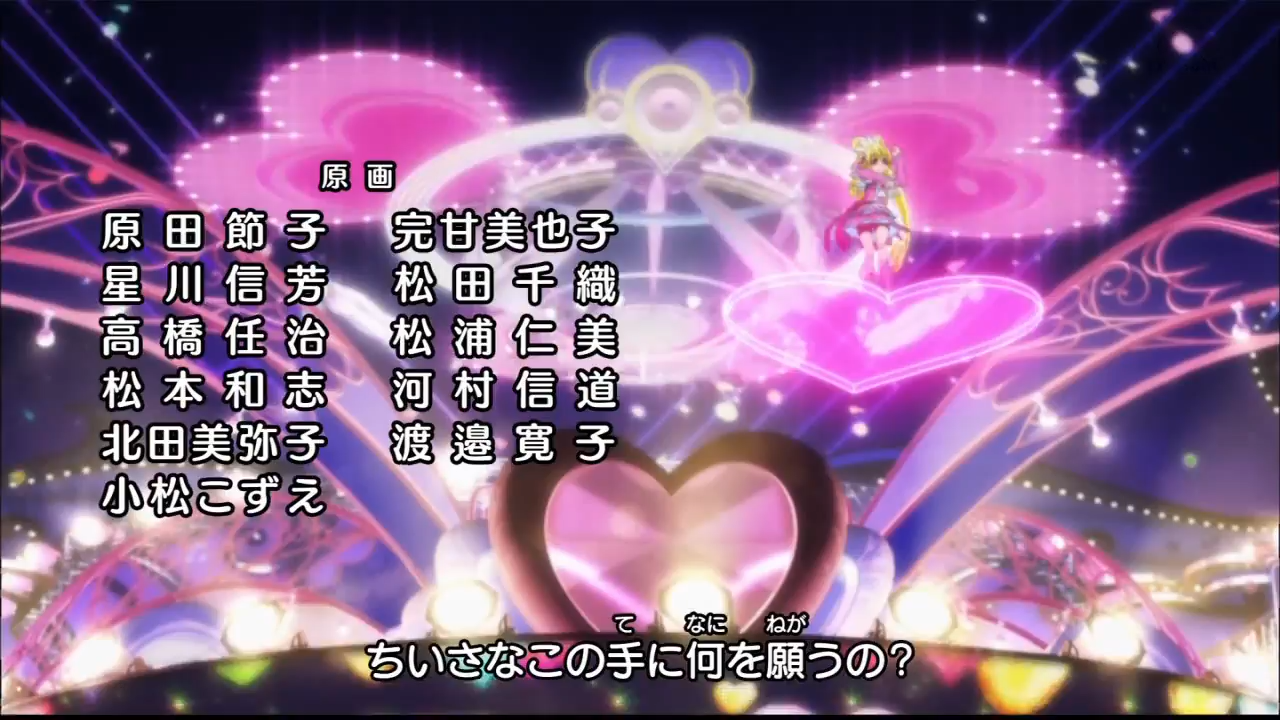 原画
原田節子 完甘美也子
星川信芳 松田千織
高橋任治 松浦仁美
松本和志 河村信道
北田美弥子 渡邉寛子
小松こずえ
て なに ねが
ちいさなこの手に何を願うの?